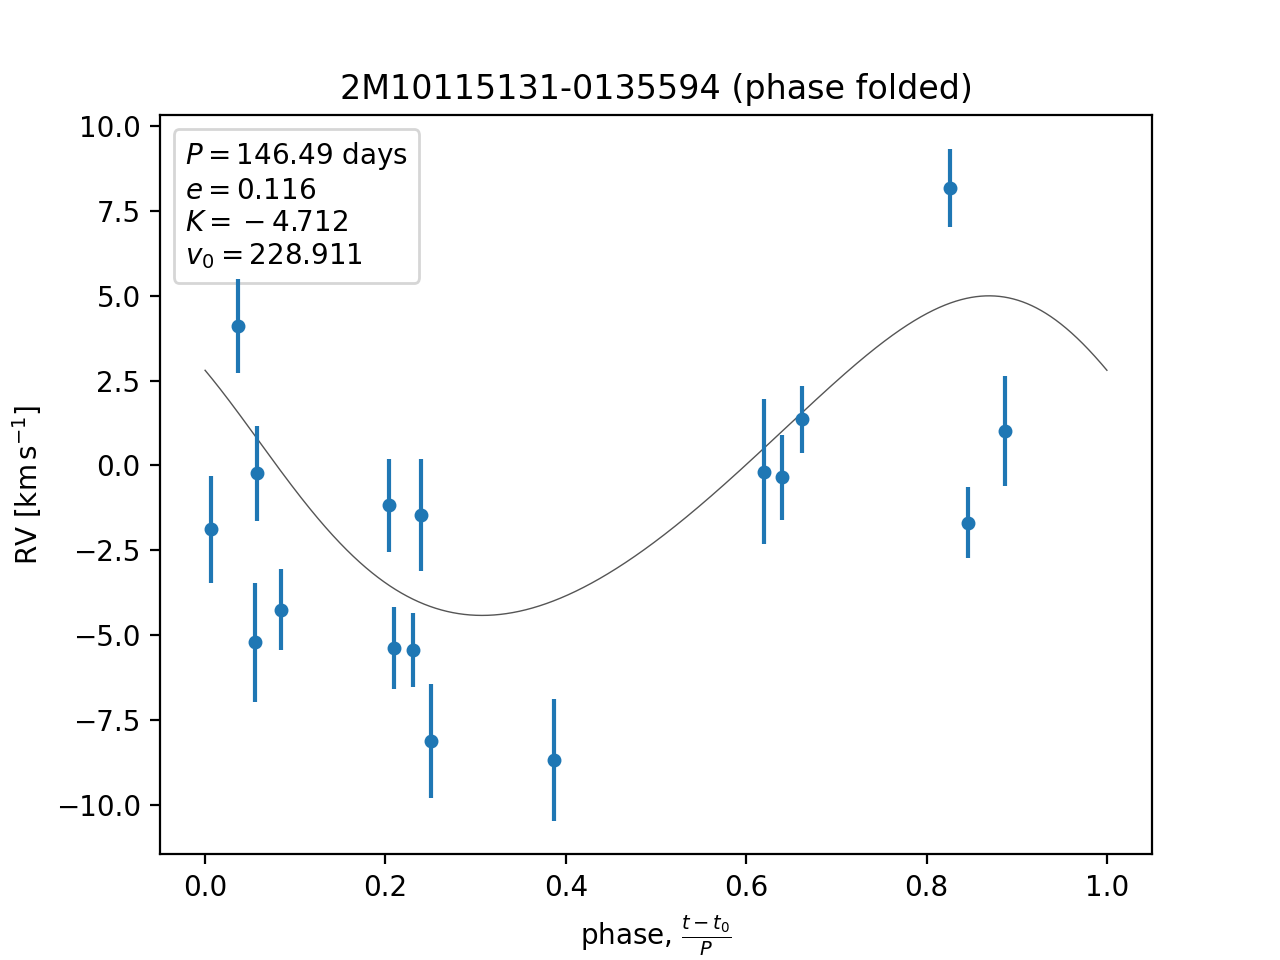 2M10115131-0135594 (phase folded)
P = 146.49 days
e = 0.116
K = −4.712
v₀ = 228.911
10.0
7.5
5.0
2.5
0.0
−2.5
−5.0
−7.5
−10.0
RV [km s⁻¹]
0.0 0.2 0.4 0.6 0.8 1.0
phase, (t − t₀)/P